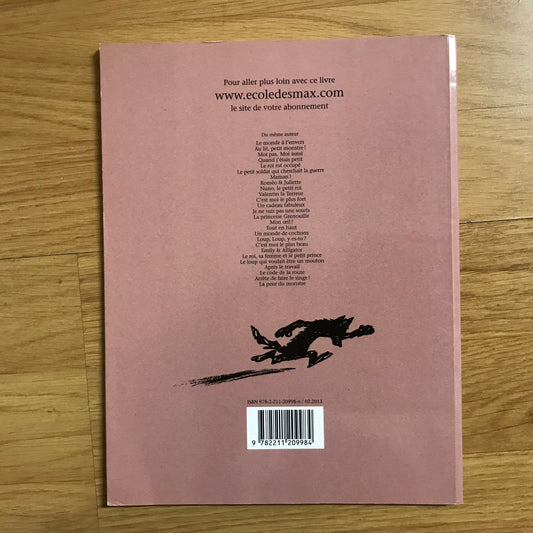 Pour aller plus loin avec ce livre
www.ecoledesmax.com
le site de votre abonnement
Du même auteur
Le monde à l'envers
Au lit, petit monstre !
Moi pas, Moi aussi
Quand j'étais petit
Le roi est occupé
Le petit soldat qui cherchait la guerre
Maman !
Roméo & Juliette
Nuno, le petit roi
Valentin la Terreur
C'est moi le plus fort
Un cadeau fabuleux
Je ne suis pas une souris
La princesse Grenouille
Mon œil !
Tout en haut
Un monde de cochons
Loup, Loup, y es-tu ?
C'est moi le plus beau
Emily & Alligator
Le roi, sa femme et le petit prince
Le loup qui voulait être un mouton
Après le travail
Le code de la route
Arrête de faire le singe !
La peur du monstre
ISBN 978-2-211-20998-4 / 02.2013
9 782211 209984